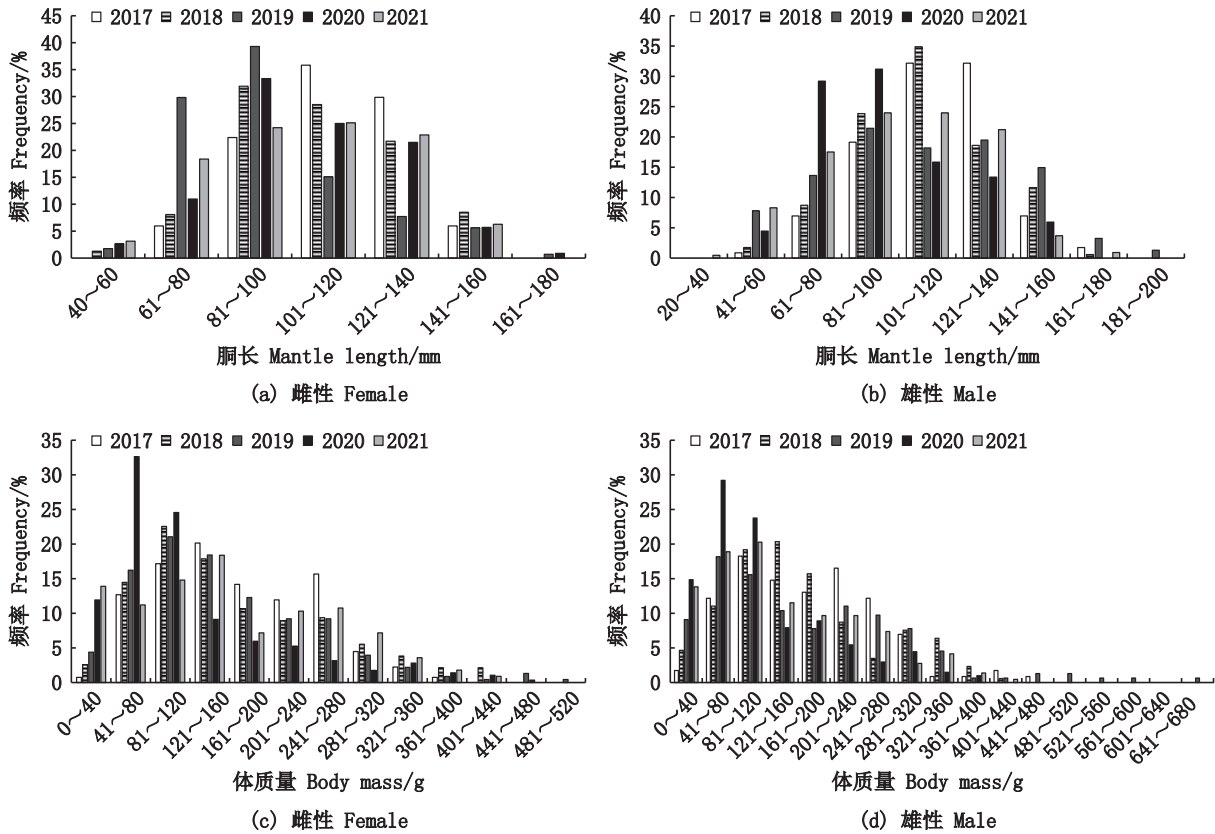 45
40
35
30
25
20
15
10
5
0
频率 Frequency/%
2017 2018 2019 2020 2021
40～60 61～80 81～100 101～120 121～140 141～160 161～180
胴长 Mantle length/mm
(a) 雌性 Female
40
35
30
25
20
15
10
5
0
频率 Frequency/%
2017 2018 2019 2020 2021
20～40 41～60 61～80 81～100 101～120 121～140 141～160 161～180 181～200
胴长 Mantle length/mm
(b) 雄性 Male
35
30
25
20
15
10
5
0
频率 Frequency/%
2017 2018 2019 2020 2021
0～40 41～80 81～120 121～160 161～200 201～240 241～280 281～320 321～360 361～400 401～440 441～480 481～520
体质量 Body mass/g
(c) 雌性 Female
35
30
25
20
15
10
5
0
频率 Frequency/%
2017 2018 2019 2020 2021
0～40 41～80 81～120 121～160 161～200 201～240 241～280 281～320 321～360 361～400 401～440 441～480 481～520 521～560 561～600 601～640 641～680
体质量 Body mass/g
(d) 雄性 Male